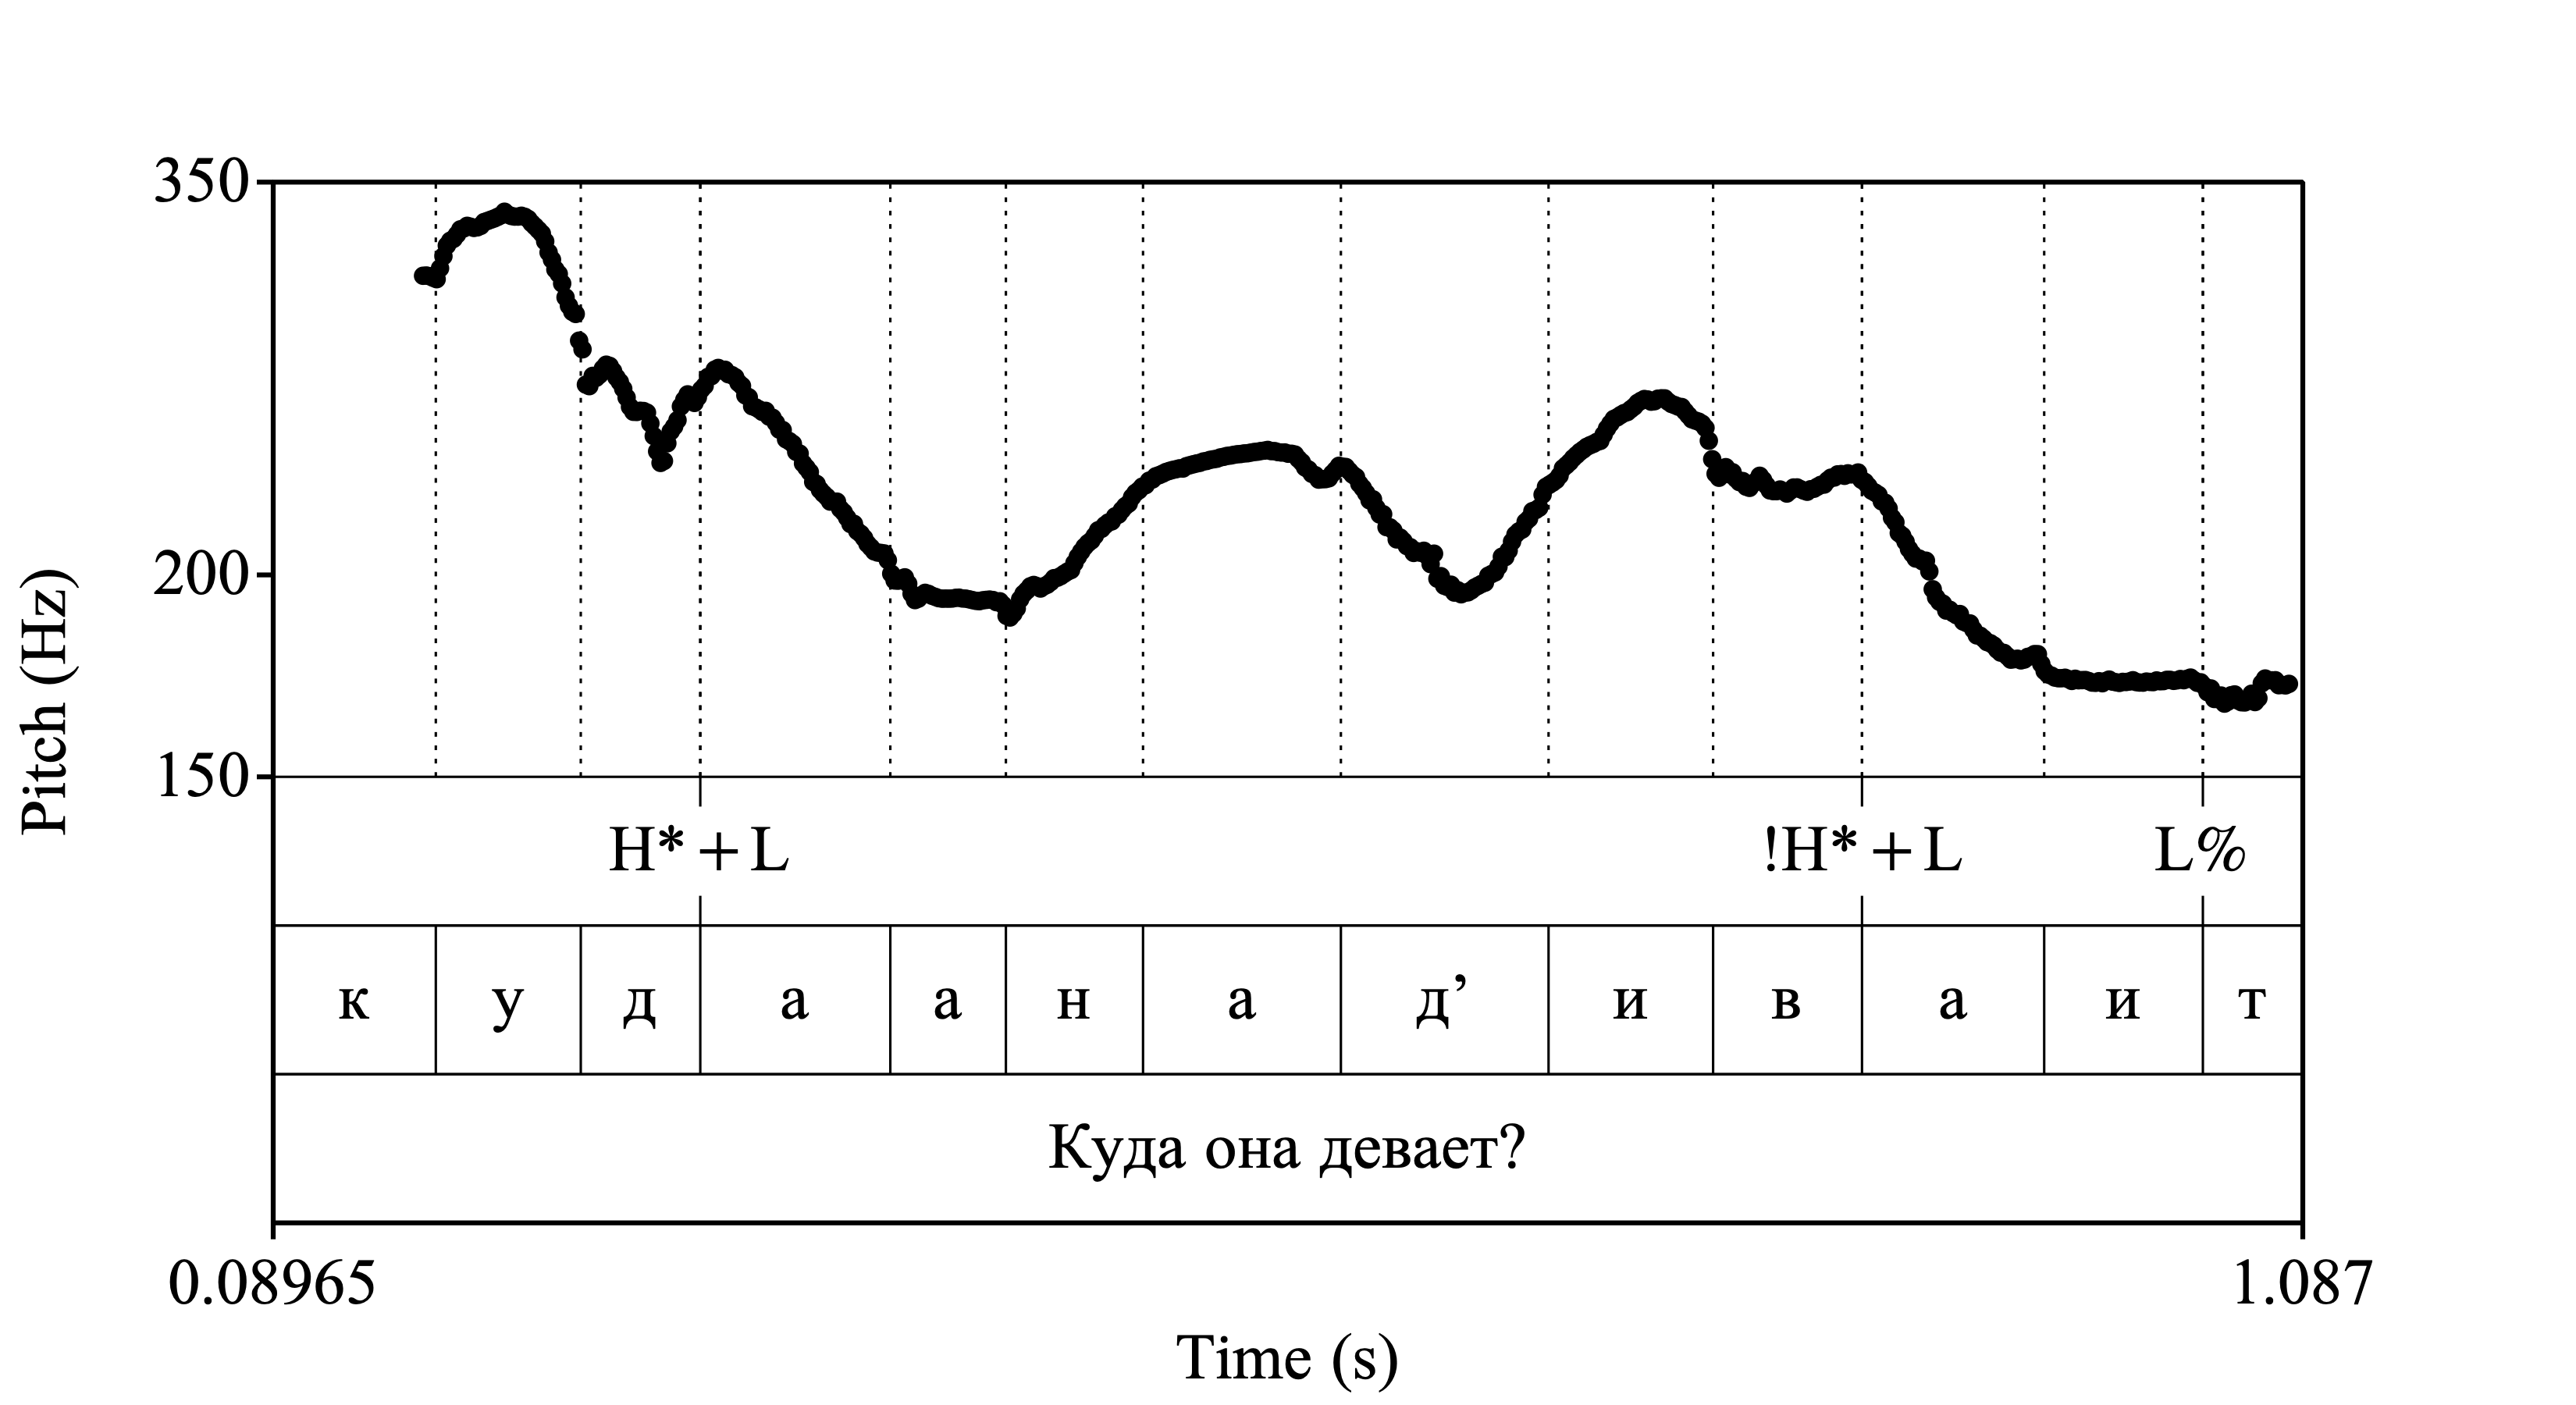 350
200
150
Pitch (Hz)
H* + L !H* + L L%
к у д а а н а д’ и в а и т
Куда она девает?
0.08965 1.087
Time (s)